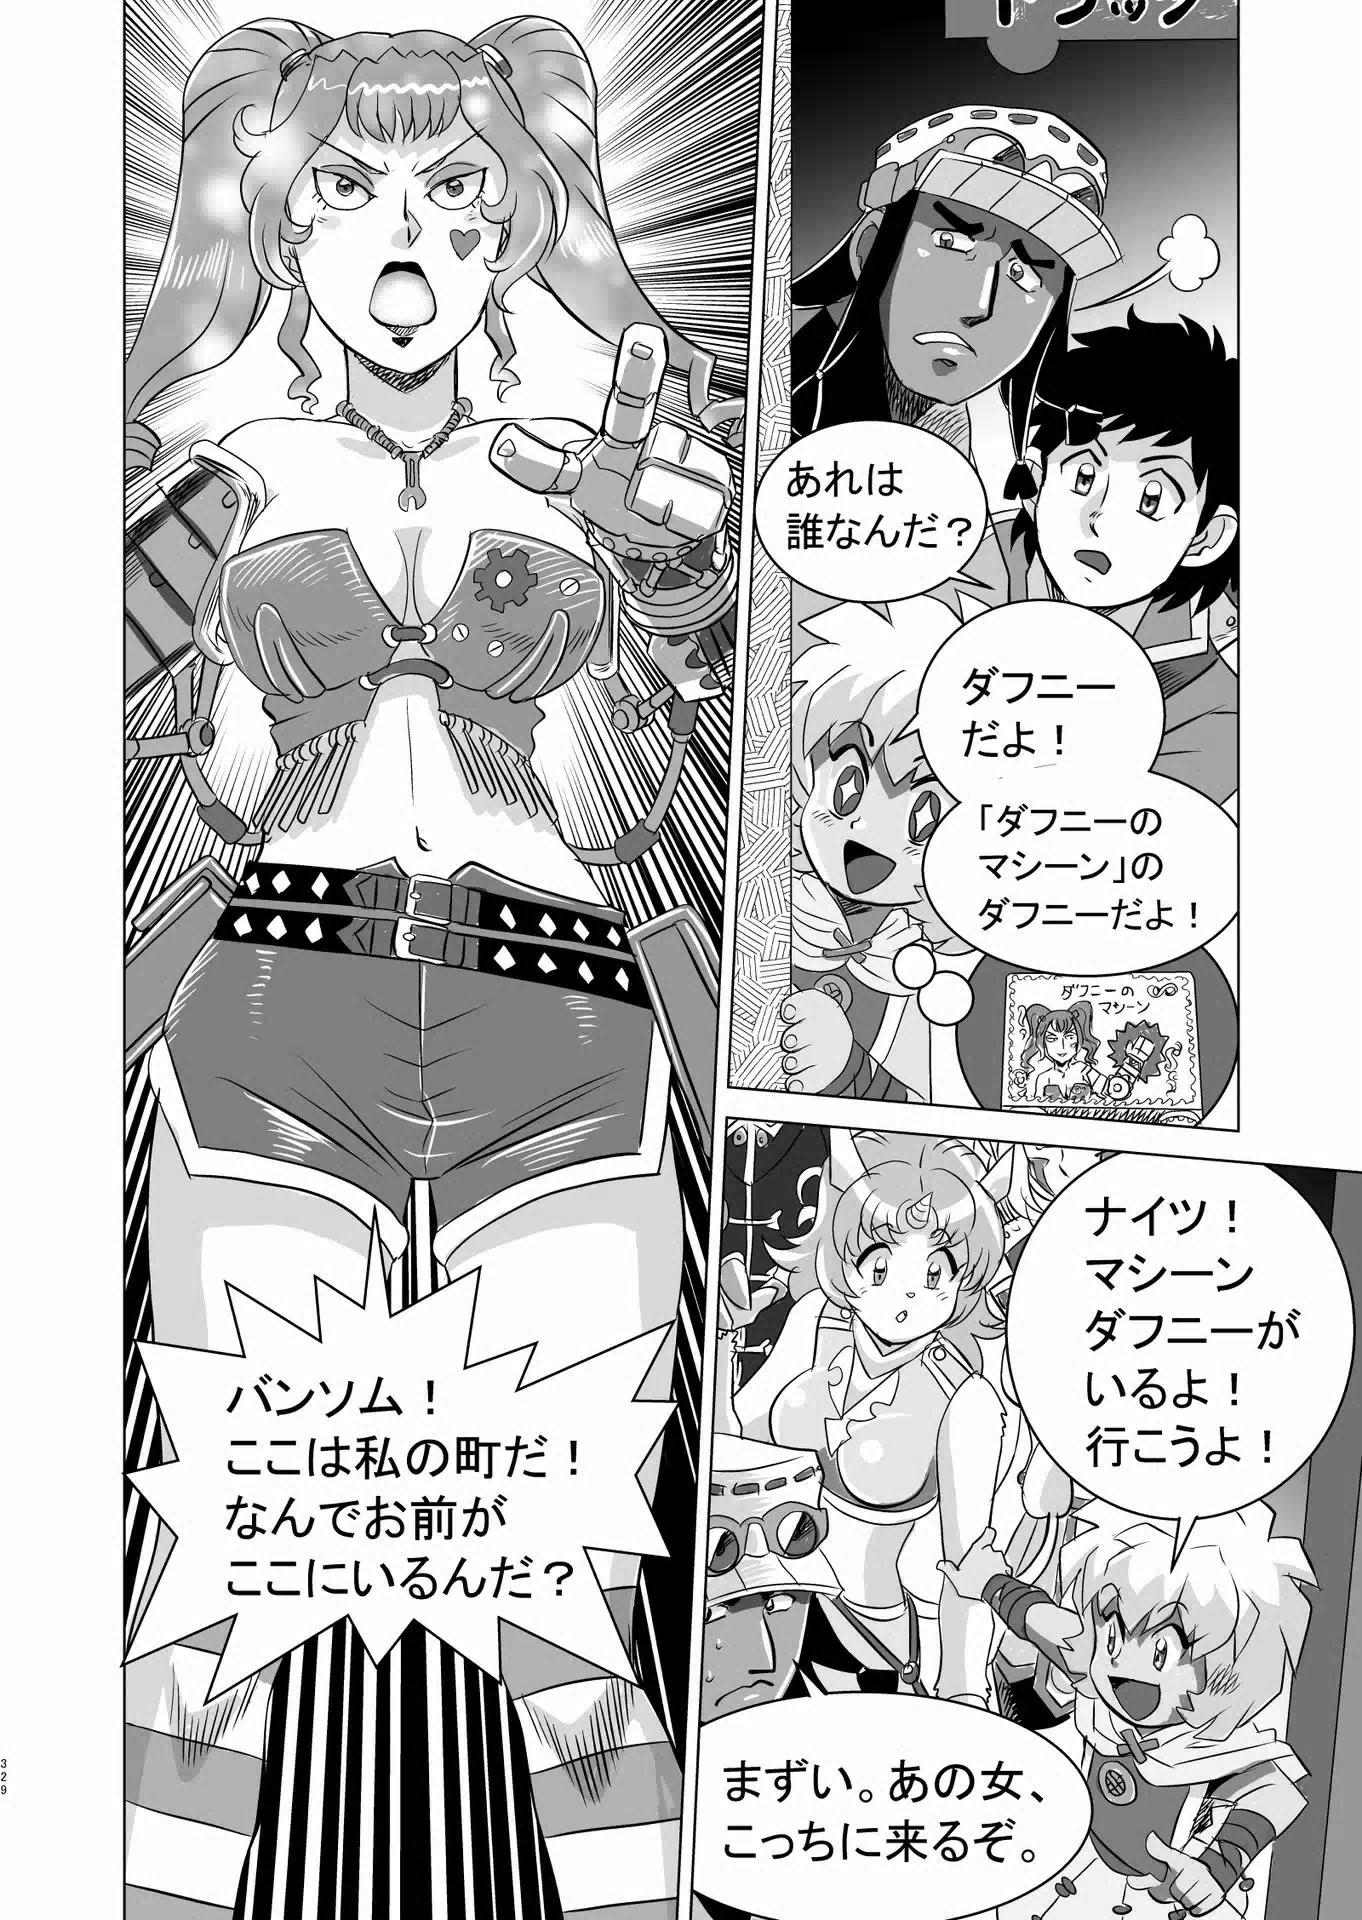 あれは
誰なんだ？
ダフニー
だよ！
「ダフニーの
マシーン」の
ダフニーだよ！
ダフニーの
マシーン
ナイツ！
マシーン
ダフニーが
いるよ！
行こうよ！
まずい。あの女、
こっちに来るぞ。
バンソム！
ここは私の町だ！
なんでお前が
ここにいるんだ？
329